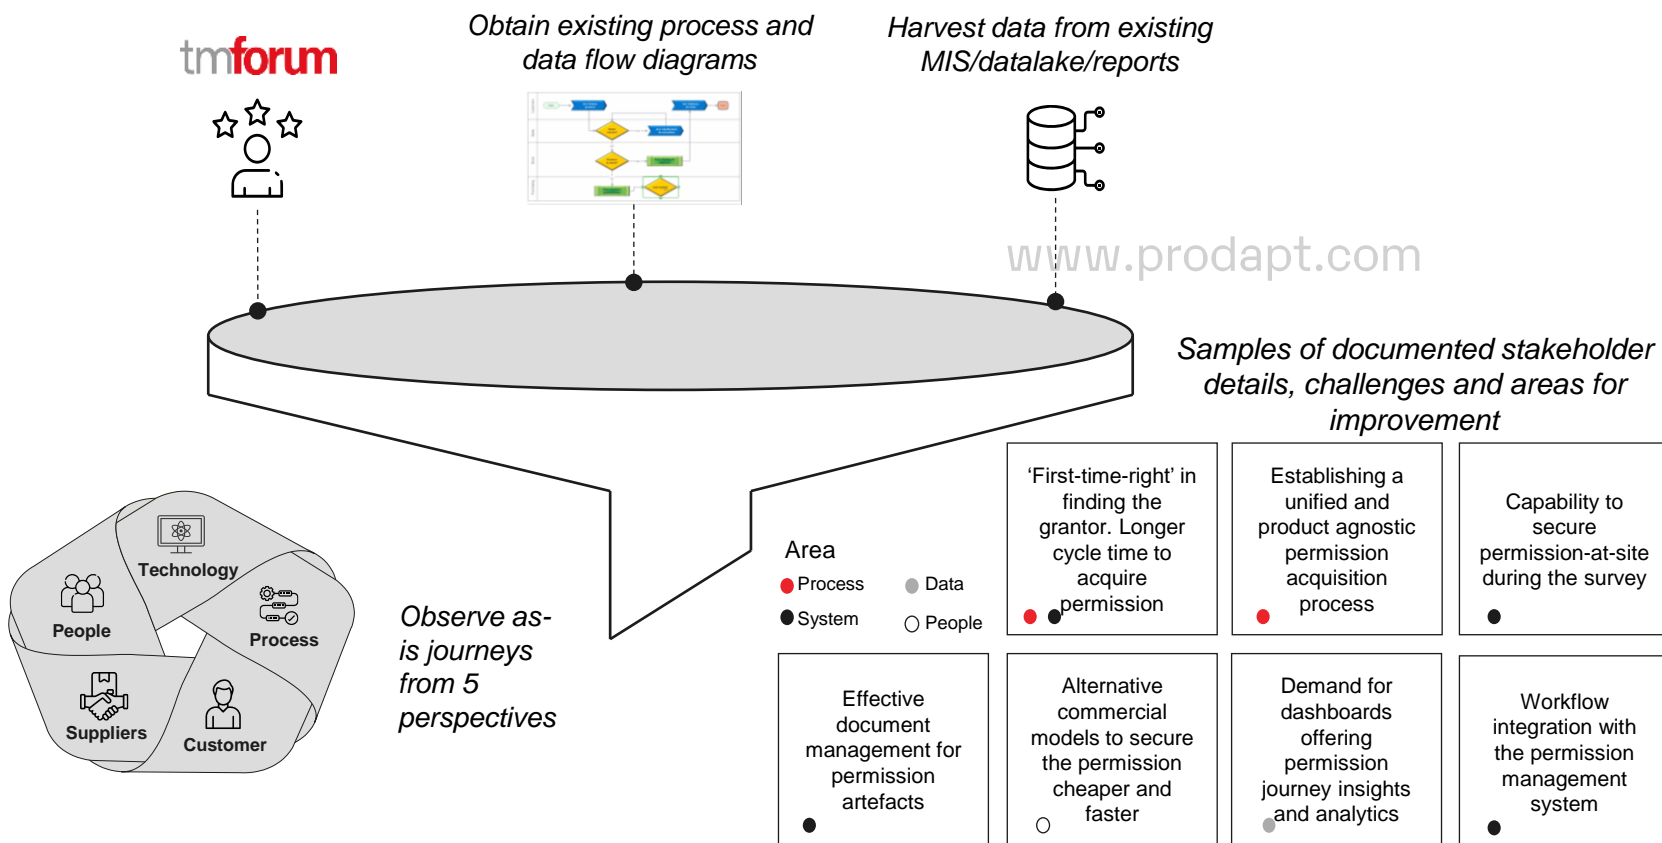 tmforum
Obtain existing process and
data flow diagrams
Harvest data from existing
MIS/datalake/reports
www.prodapt.com
Samples of documented stakeholder
details, challenges and areas for
improvement
Technology
People
Process
Suppliers
Customer
Observe as-
is journeys
from 5
perspectives
Area
Process
Data
System
People
‘First-time-right’ in
finding the
grantor. Longer
cycle time to
acquire
permission
Establishing a
unified and
product agnostic
permission
acquisition
process
Capability to
secure
permission-at-site
during the survey
Effective
document
management for
permission
artefacts
Alternative
commercial
models to secure
the permission
cheaper and
faster
Demand for
dashboards
offering
permission
journey insights
and analytics
Workflow
integration with
the permission
management
system